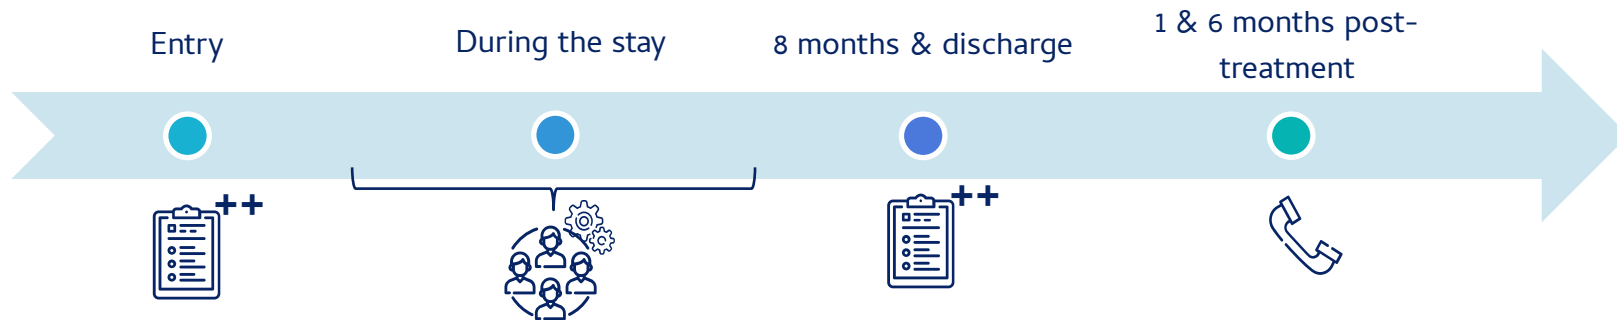 Entry
During the stay
8 months & discharge
1 & 6 months post-
treatment
++
++